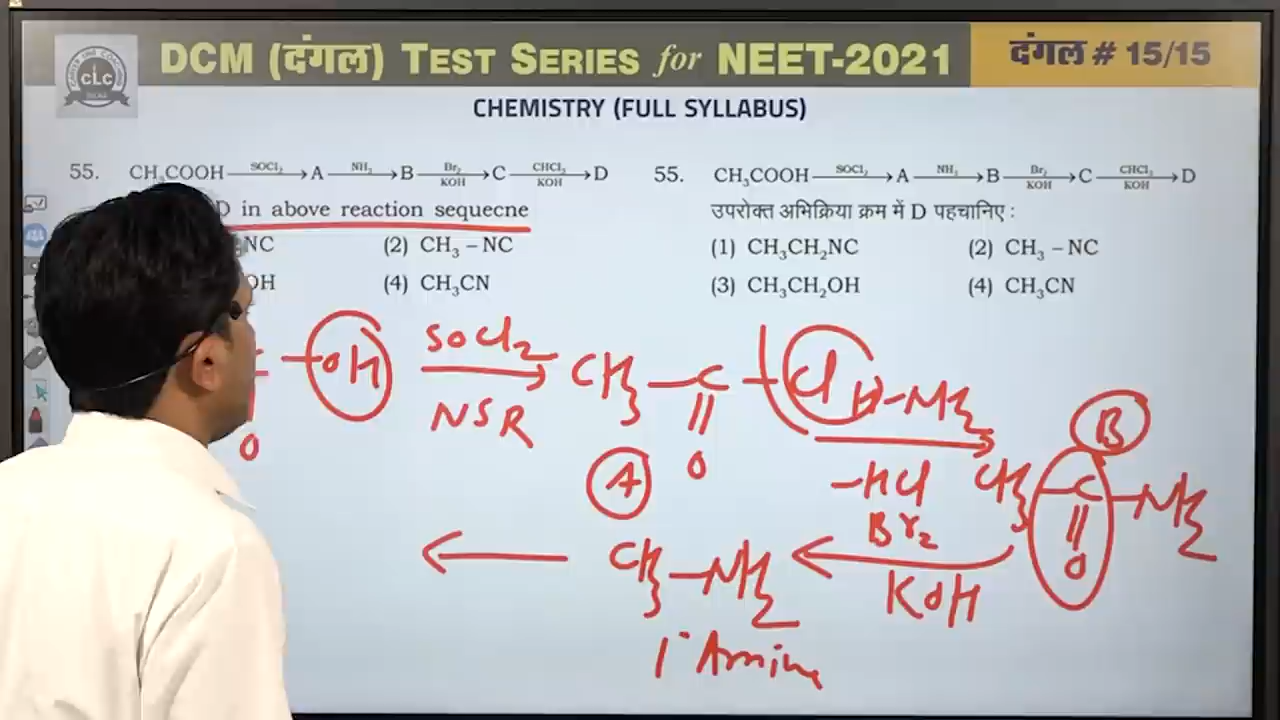 CLC
DCM (दंगल) TEST SERIES for NEET-2021
दंगल # 15/15
CHEMISTRY (FULL SYLLABUS)
55. CH₃COOH —SOCl₂→ A —NH₃→ B —Br₂/KOH→ C —CHCl₃/KOH→ D
D in above reaction sequecne
NC (2) CH₃ – NC
OH (4) CH₃CN
55. CH₃COOH —SOCl₂→ A —NH₃→ B —Br₂/KOH→ C —CHCl₃/KOH→ D
उपरोक्त अभिक्रिया क्रम में D पहचानिए :
(1) CH₃CH₂NC (2) CH₃ – NC
(3) CH₃CH₂OH (4) CH₃CN
OH SOCl₂ CH₃ – C – Cl H–NH₂
NSR
O O
A
–HCl
B
CH₃ – C – NH₂
O
Br₂
KOH
CH₃ – NH₂
1° Amine